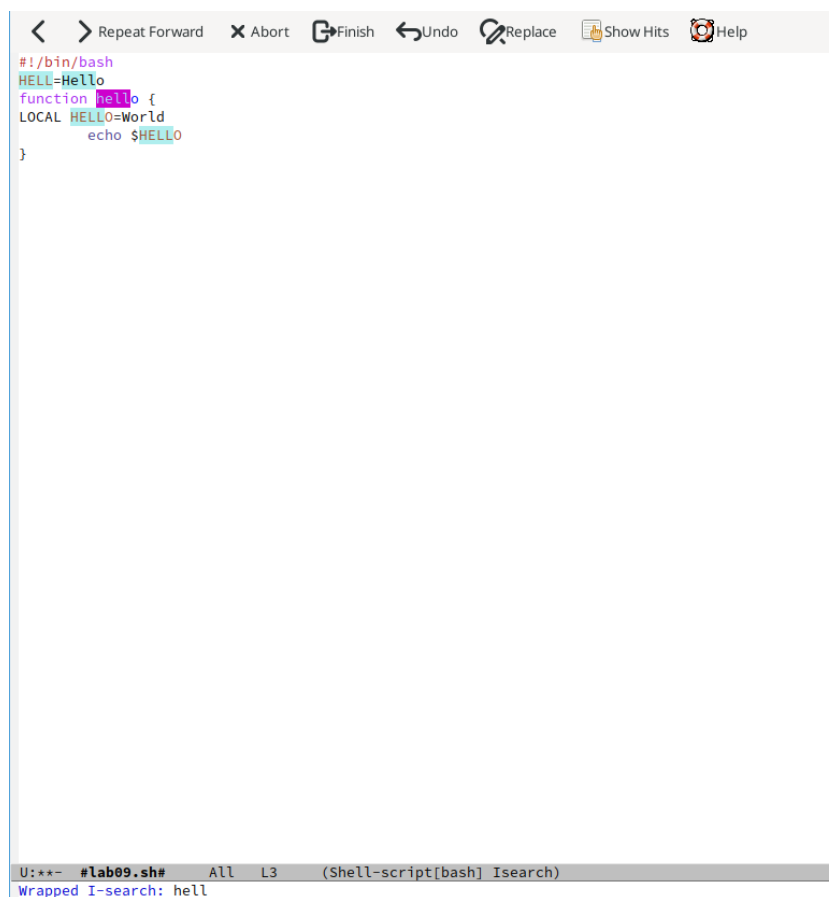 Repeat Forward Abort Finish Undo Replace Show Hits Help
#!/bin/bash
HELL=Hello
function hello {
LOCAL HELLO=World
echo $HELLO
}
U:**- #lab09.sh# All L3 (Shell-script[bash] Isearch)
Wrapped I-search: hell